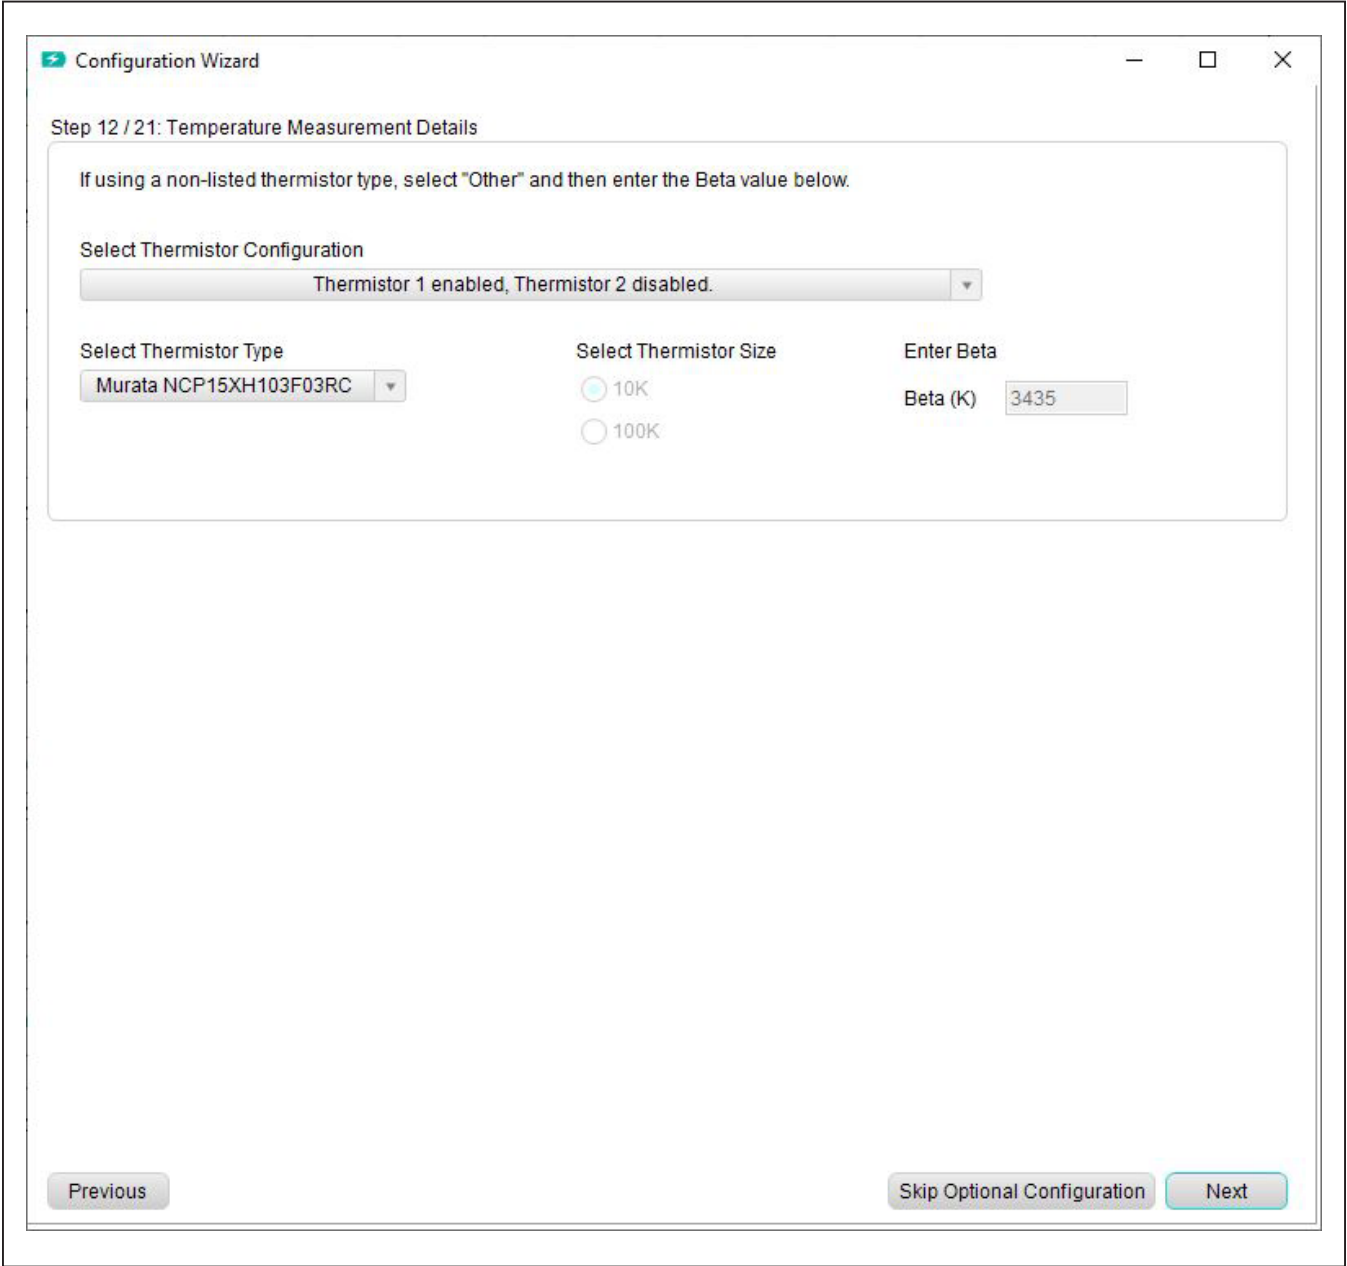 Configuration Wizard
Step 12 / 21: Temperature Measurement Details
If using a non-listed thermistor type, select "Other" and then enter the Beta value below.
Select Thermistor Configuration
Thermistor 1 enabled, Thermistor 2 disabled.
Select Thermistor Type
Murata NCP15XH103F03RC
Select Thermistor Size
10K
100K
Enter Beta
Beta (K) 3435
Previous
Skip Optional Configuration
Next